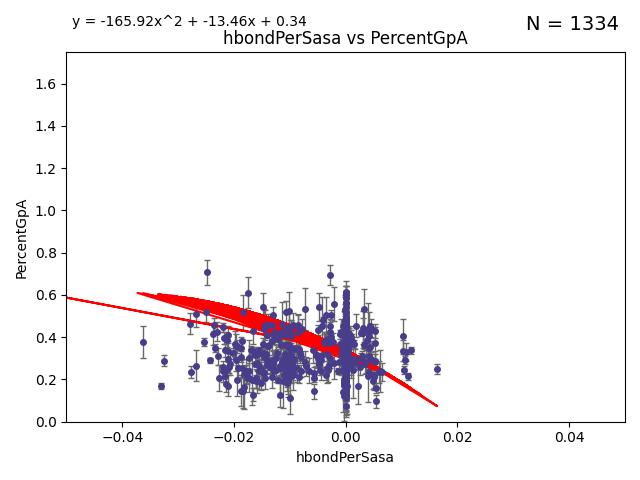 y = -165.92x^2 + -13.46x + 0.34
N = 1334
hbondPerSasa vs PercentGpA
1.6
1.4
1.2
1.0
0.8
0.6
0.4
0.2
0.0
PercentGpA
−0.04
−0.02
0.00
0.02
0.04
hbondPerSasa